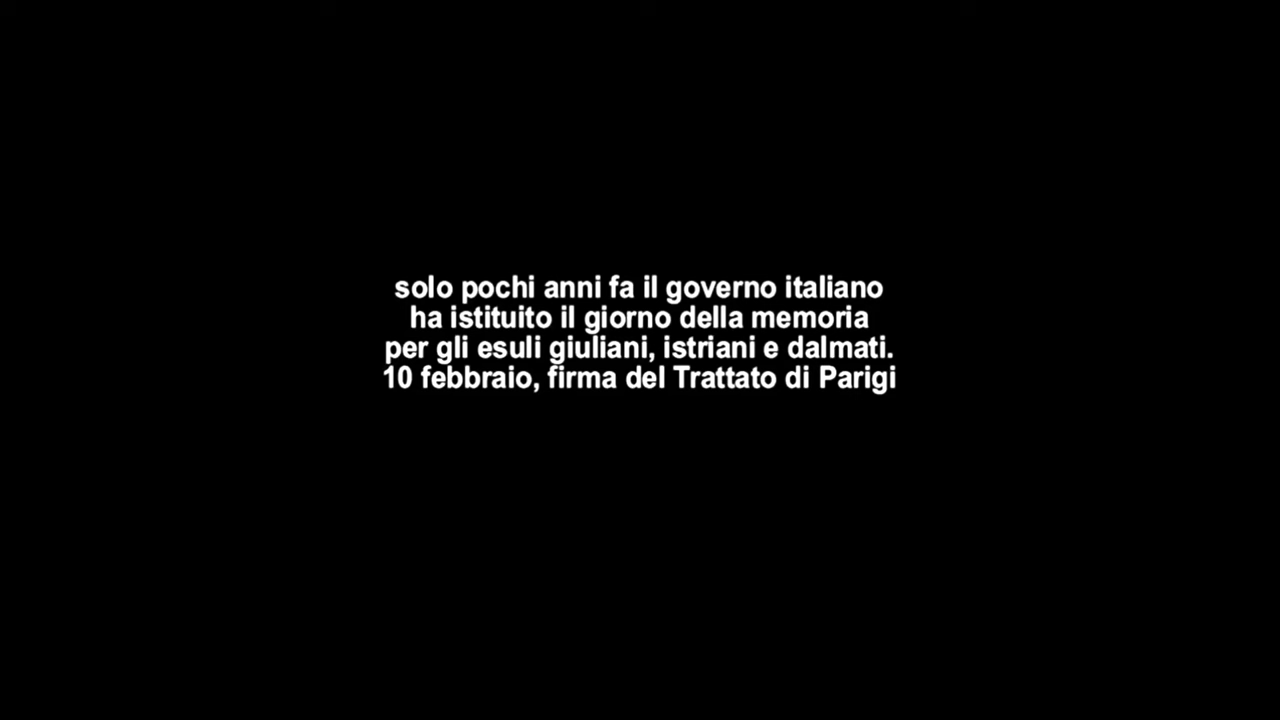 solo pochi anni fa il governo italiano
ha istituito il giorno della memoria
per gli esuli giuliani, istriani e dalmati.
10 febbraio, firma del Trattato di Parigi